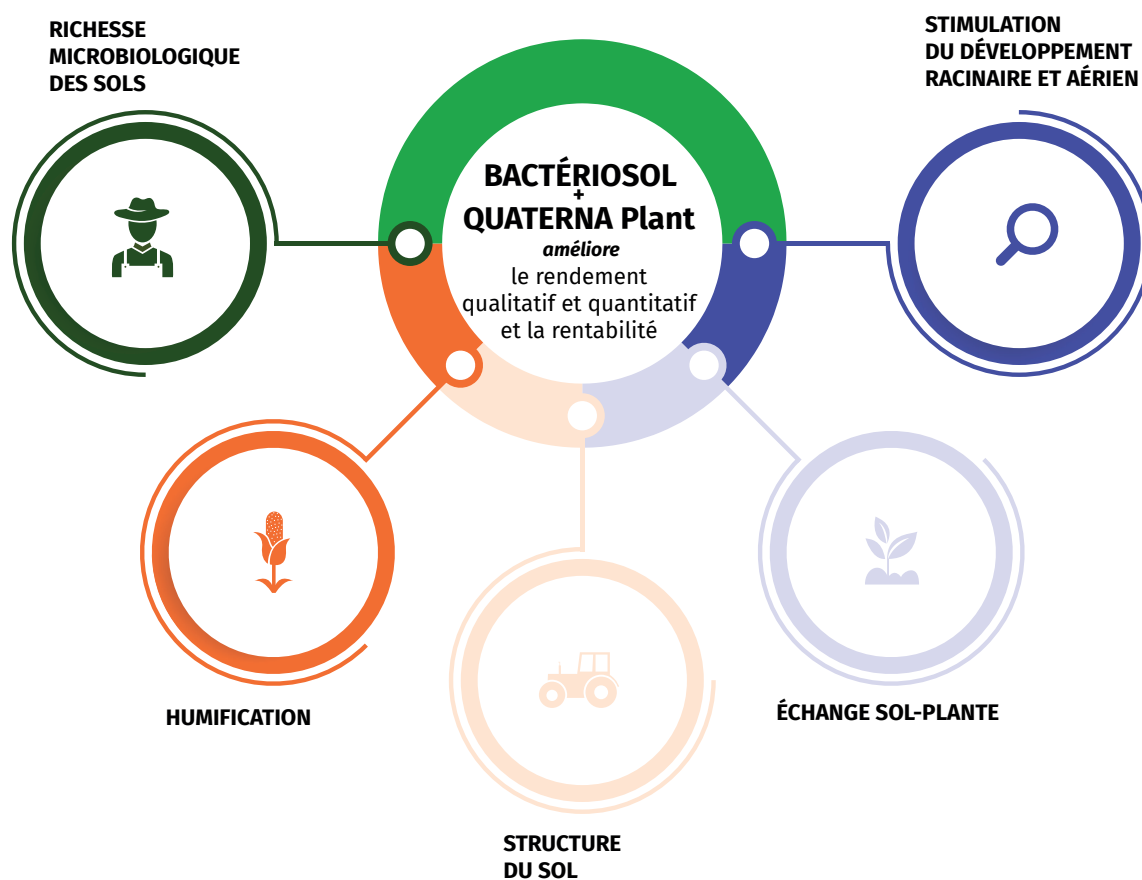 RICHESSE
MICROBIOLOGIQUE
DES SOLS
STIMULATION
DU DÉVELOPPEMENT
RACINAIRE ET AÉRIEN
BACTÉRIOSOL
+
QUATERNA Plant
améliore
le rendement
qualitatif et quantitatif
et la rentabilité
HUMIFICATION
ÉCHANGE SOL-PLANTE
STRUCTURE
DU SOL